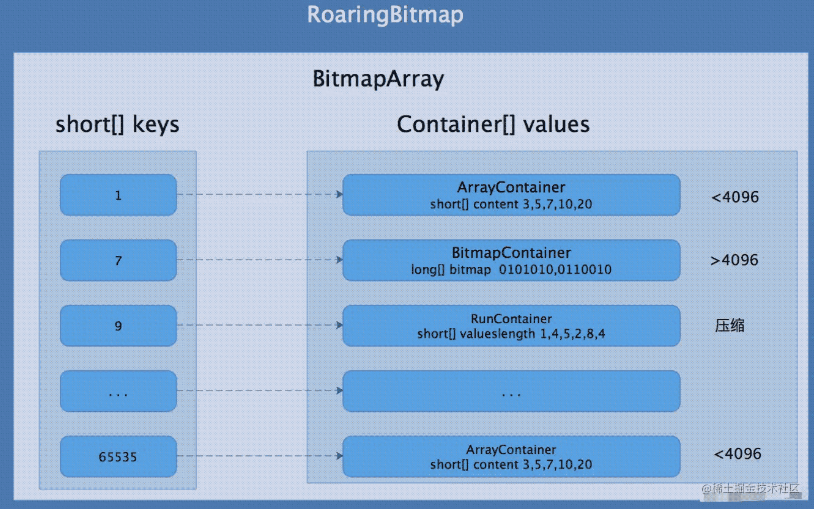 RoaringBitmap
BitmapArray
short[] keys
Container[] values
1
ArrayContainer
short[] content 3,5,7,10,20
<4096
7
BitmapContainer
long[] bitmap 0101010,0110010
>4096
9
RunContainer
short[] valueslength 1,4,5,2,8,4
压缩
...
...
65535
ArrayContainer
short[] content 3,5,7,10,20
<4096
@稀土掘金技术社区